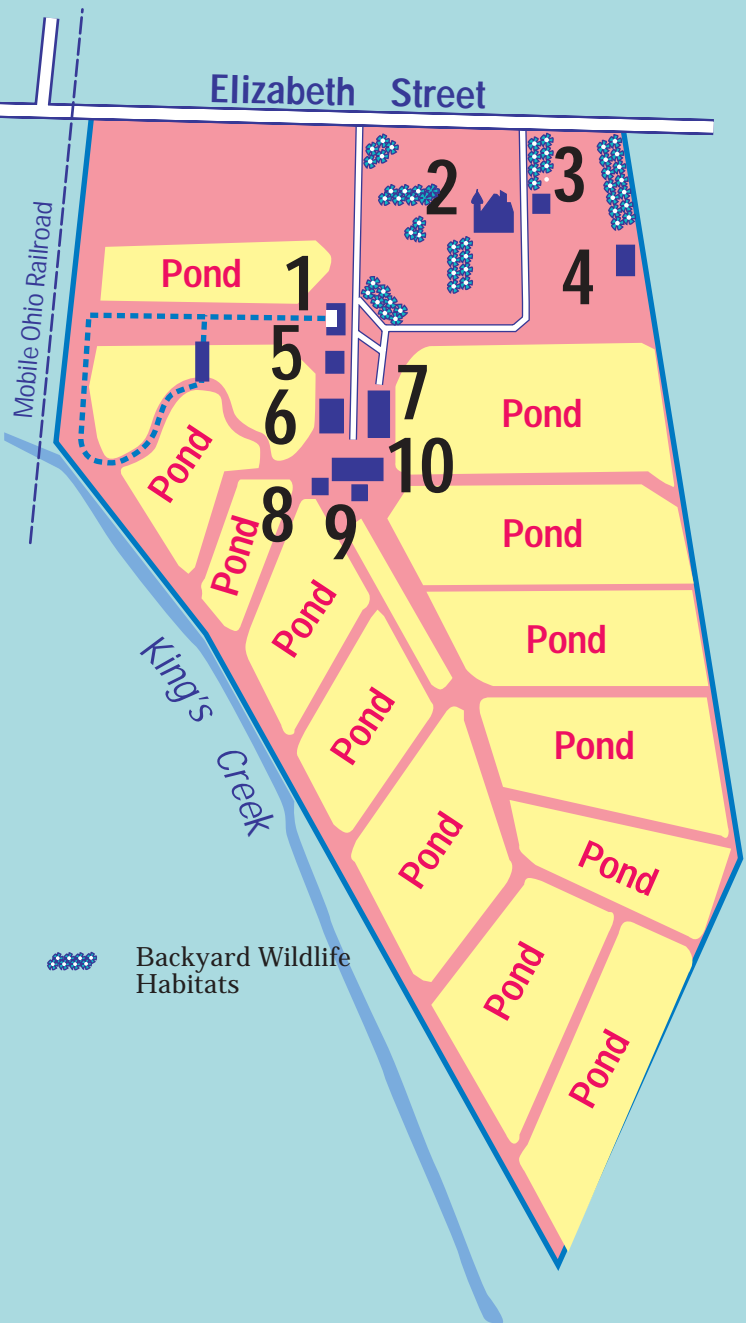 Elizabeth Street
2
3
Mobile Ohio Railroad
Pond
1
4
5
6
7
Pond
Pond
10
8
9
Pond
Pond
Pond
Pond
King's Creek
Pond
Pond
Pond
Pond
Pond
Pond
Backyard Wildlife
Habitats
Pond